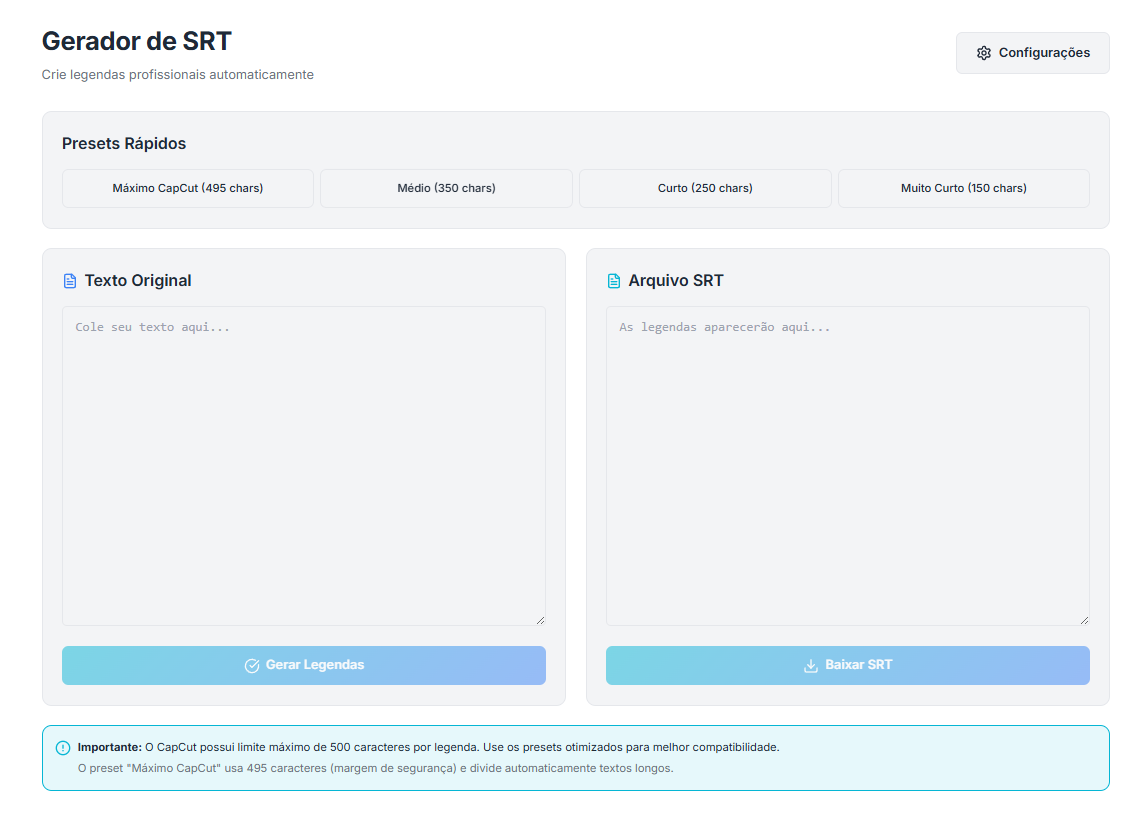 Gerador de SRT
Crie legendas profissionais automaticamente
Configurações
Presets Rápidos
Máximo CapCut (495 chars)
Médio (350 chars)
Curto (250 chars)
Muito Curto (150 chars)
Texto Original
Cole seu texto aqui...
Gerar Legendas
Arquivo SRT
As legendas aparecerão aqui...
Baixar SRT
Importante: O CapCut possui limite máximo de 500 caracteres por legenda. Use os presets otimizados para melhor compatibilidade.
O preset "Máximo CapCut" usa 495 caracteres (margem de segurança) e divide automaticamente textos longos.